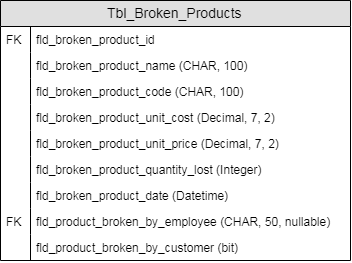 Tbl_Broken_Products
FK fld_broken_product_id
fld_broken_product_name (CHAR, 100)
fld_broken_product_code (CHAR, 100)
fld_broken_product_unit_cost (Decimal, 7, 2)
fld_broken_product_unit_price (Decimal, 7, 2)
fld_broken_product_quantity_lost (Integer)
fld_broken_product_date (Datetime)
FK fld_product_broken_by_employee (CHAR, 50, nullable)
fld_product_broken_by_customer (bit)